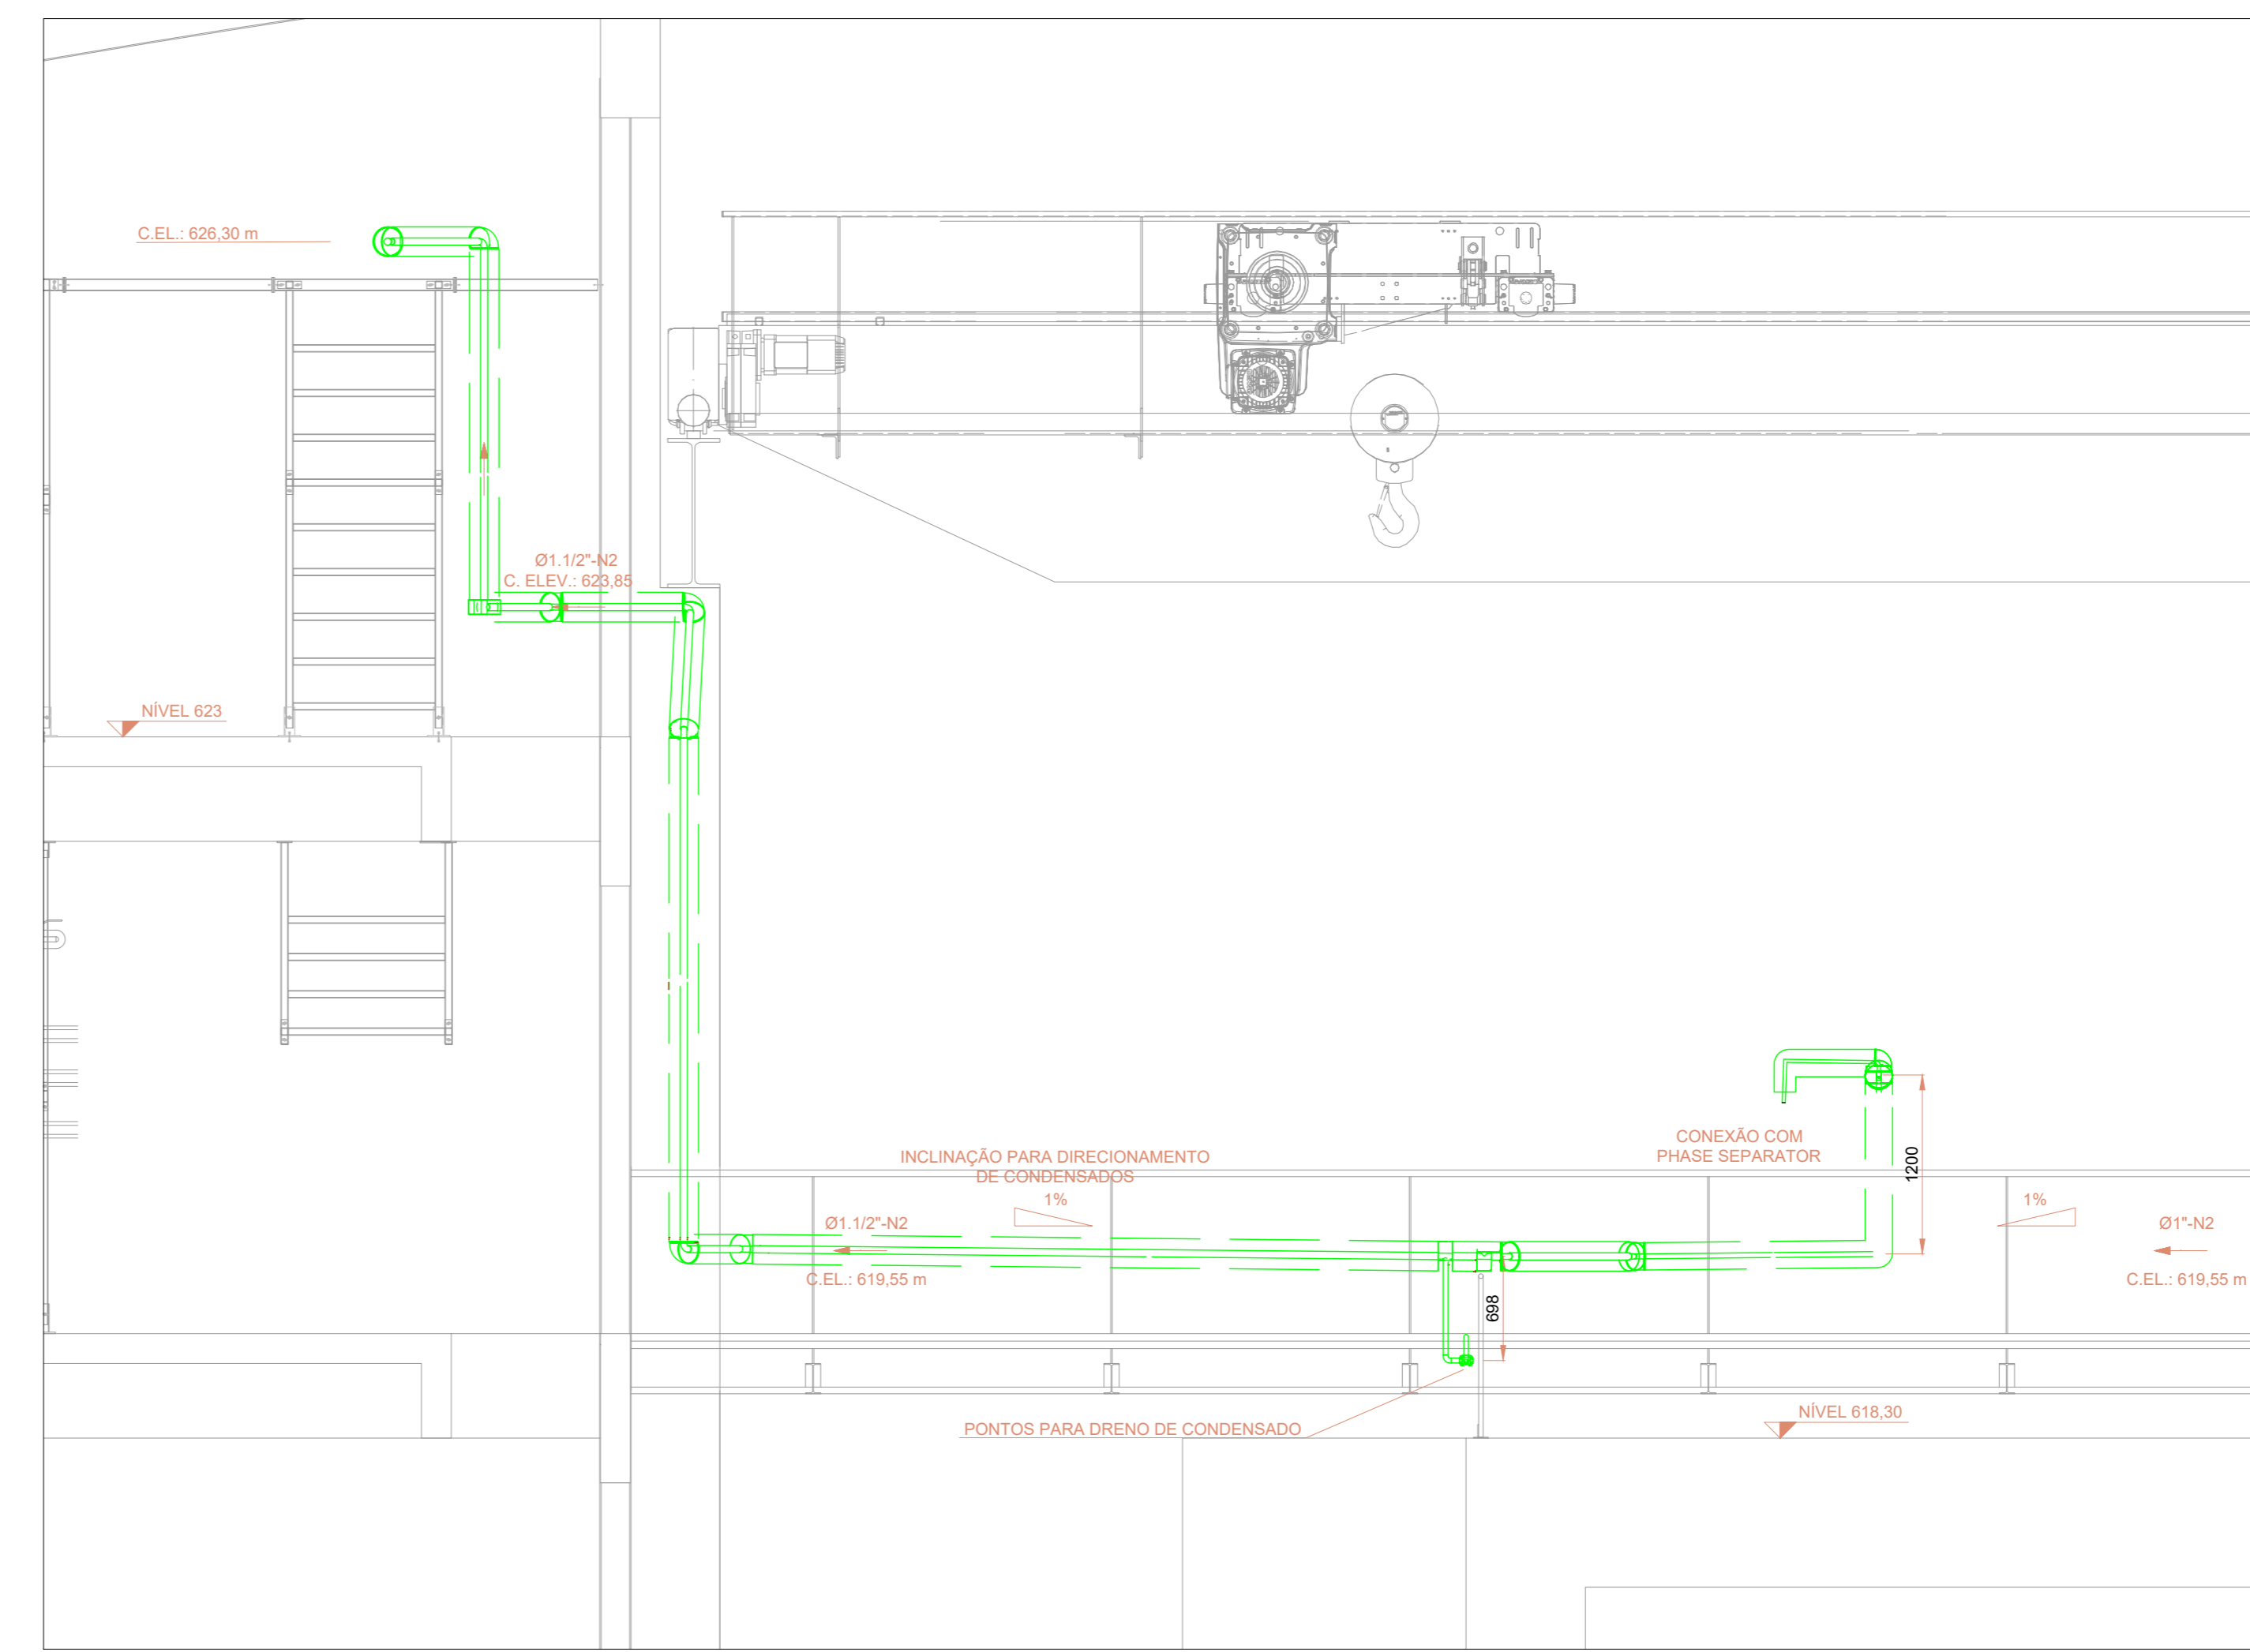 C.EL.: 626,30 m
Ø1.1/2"-N2
C. ELEV.: 623,85
NÍVEL 623
INCLINAÇÃO PARA DIRECIONAMENTO
DE CONDENSADOS
1%
CONEXÃO COM
PHASE SEPARATOR
1200
1%
Ø1.1/2"-N2
C.EL.: 619,55 m
Ø1"-N2
C.EL.: 619,55 m
698
PONTOS PARA DRENO DE CONDENSADO
NÍVEL 618,30